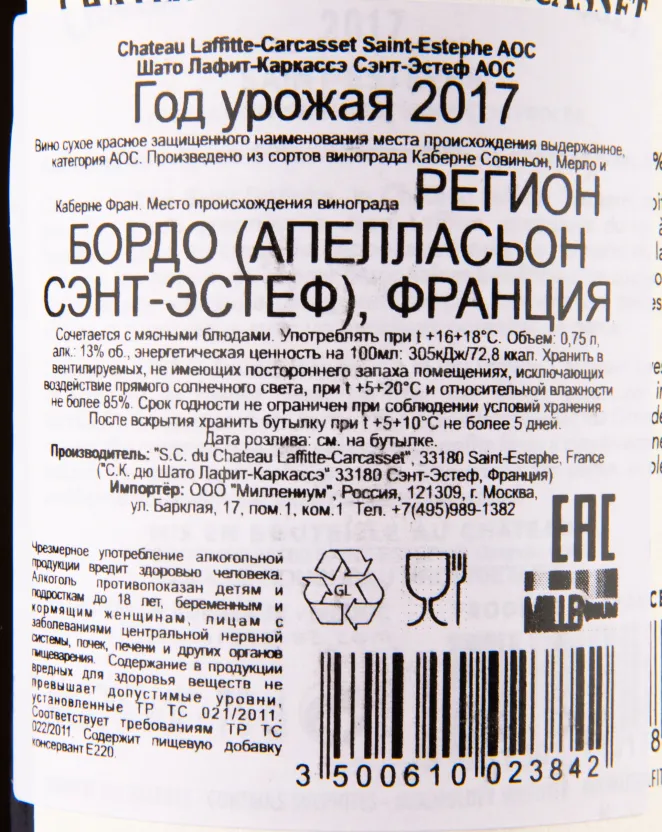 Chateau Laffitte-Carcasset Saint-Estephe AOC
Шато Лафит-Каркассэ Сэнт-Эстеф АОС
Год урожая 2017
Вино сухое красное защищенного наименования места происхождения выдержанное,
категория АОС. Произведено из сортов винограда Каберне Совиньон, Мерло и
Каберне Фран. Место происхождения винограда РЕГИОН
БОРДО (АПЕЛЛАСЬОН
СЭНТ-ЭСТЕФ), ФРАНЦИЯ
Сочетается с мясными блюдами. Употреблять при t +16+18°C. Объем: 0,75 л,
алк.: 13% об., энергетическая ценность на 100мл: 305кДж/72,8 ккал. Хранить в
вентилируемых, не имеющих постороннего запаха помещениях, исключающих
воздействие прямого солнечного света, при t +5+20°C и относительной влажности
не более 85%. Срок годности не ограничен при соблюдении условий хранения.
После вскрытия хранить бутылку при t +5+10°C не более 5 дней.
Дата розлива: см. на бутылке.
Производитель: "S.C. du Chateau Laffitte-Carcasset", 33180 Saint-Estephe, France
("С.К. дю Шато Лафит-Каркассэ" 33180 Сэнт-Эстеф, Франция)
Импортёр: ООО "Миллениум", Россия, 121309, г. Москва,
ул. Барклая, 17, пом.1, ком.1 Тел. +7(495)989-1382
EAC
Чрезмерное употребление алкогольной
продукции вредит здоровью человека.
Алкоголь противопоказан детям и
подросткам до 18 лет, беременным и
кормящим женщинам, лицам с
заболеваниями центральной нервной
системы, почек, печени и других органов
пищеварения. Содержание в продукции
вредных для здоровья веществ не
превышает допустимые уровни,
установленные ТР ТС 021/2011.
Соответствует требованиям ТР ТС
022/2011. Содержит пищевую добавку
консервант Е220.
GL
3 500610 023842